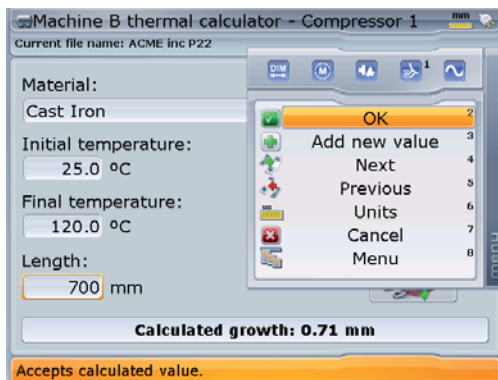 Machine B thermal calculator - Compressor 1
mm
Current file name: ACME inc P22
DIM
M
1
Material:
Cast Iron
Initial temperature:
25.0 ºC
Final temperature:
120.0 ºC
Length:
700 mm
OK 2
Add new value 3
Next 4
Previous 5
Units 6
Cancel 7
Menu 8
menu
Calculated growth: 0.71 mm
Accepts calculated value.